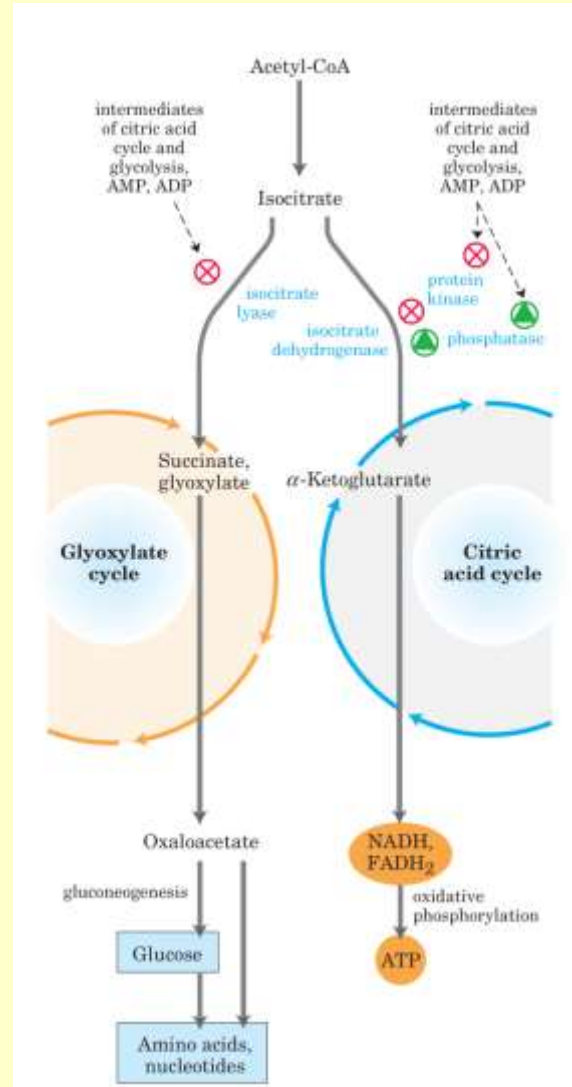 Acetyl-CoA
intermediates
of citric acid
cycle and
glycolysis,
AMP, ADP
intermediates
of citric acid
cycle and
glycolysis,
AMP, ADP
Isocitrate
isocitrate
lyase
protein
kinase
isocitrate
dehydrogenase
phosphatase
Succinate,
glyoxylate
α-Ketoglutarate
Glyoxylate
cycle
Citric
acid cycle
Oxaloacetate
NADH,
FADH₂
gluconeogenesis
oxidative
phosphorylation
Glucose
ATP
Amino acids,
nucleotides